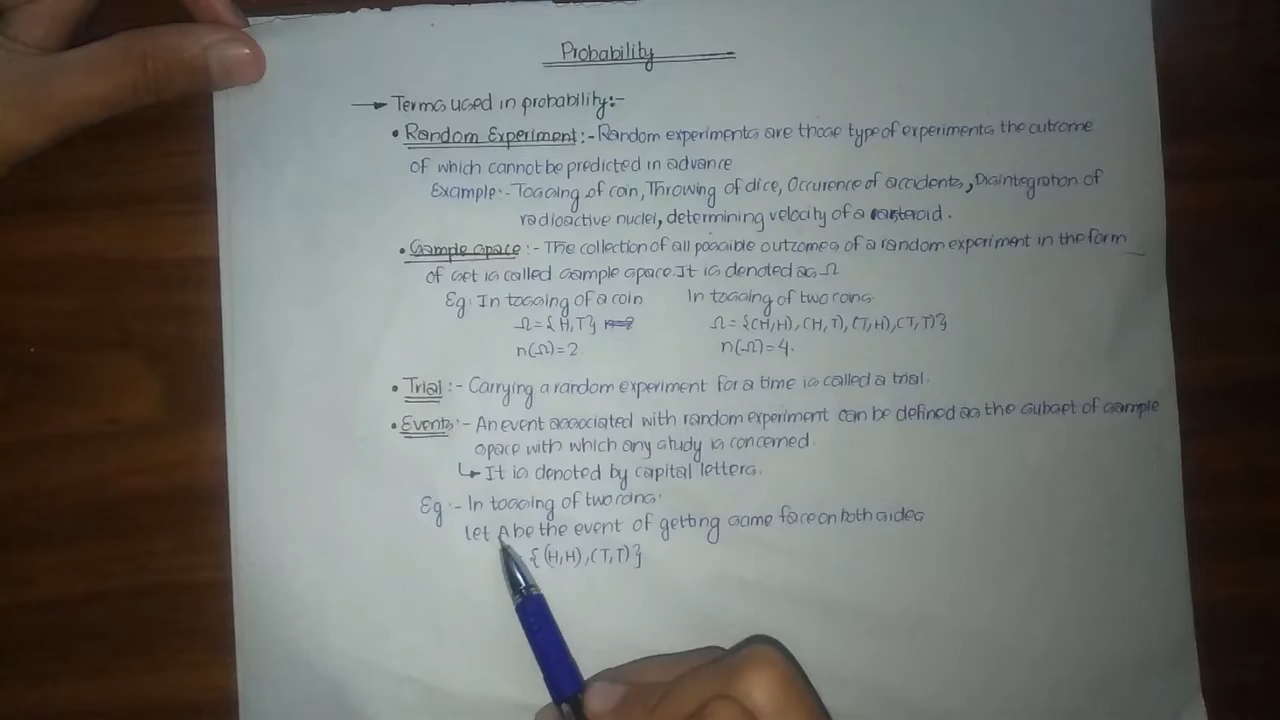 Probability
→ Terms used in probability:-
• Random Experiment:- Random experiments are those type of experiments the outcome
of which cannot be predicted in advance
Example:- Tossing of coin, Throwing of dice, Occurence of accidents, Disintegration of
radioactive nuclei, determining velocity of a asteroid.
• Sample space:- The collection of all possible outcomes of a random experiment in the form
of set is called sample space. It is denoted as Ω
Eg: In tossing of a coin In tossing of two coins
Ω = {H,T} Ω = {(H,H), (H,T), (T,H), (T,T)}
n(Ω)=2 n(Ω)=4.
• Trial:- Carrying a random experiment for a time is called a trial.
• Events:- An event associated with random experiment can be defined as the subset of sample
space with which any study is concerned.
↳ It is denoted by capital letters.
Eg:- In tossing of two coins.
let A be the event of getting same face on both sides
{(H,H),(T,T)}